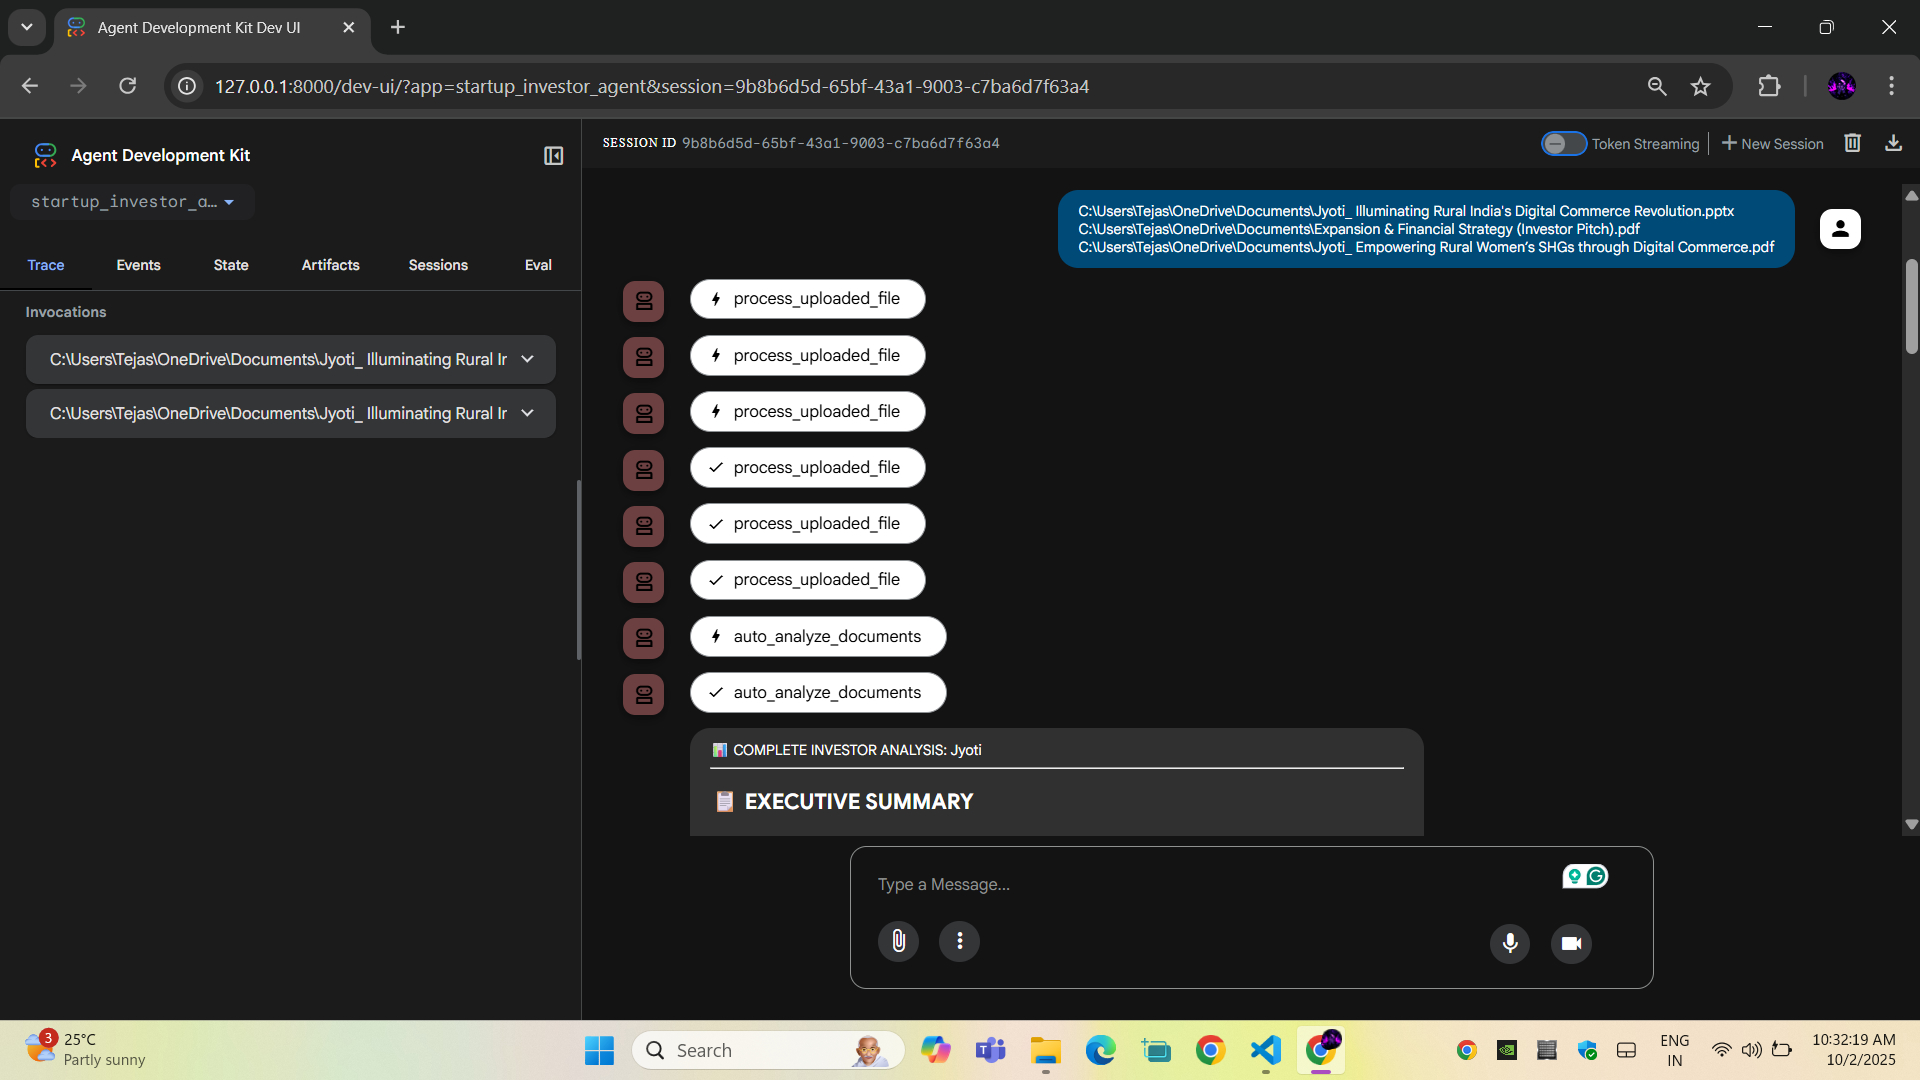 Agent Development Kit Dev UI
127.0.0.1:8000/dev-ui/?app=startup_investor_agent&session=9b8b6d5d-65bf-43a1-9003-c7ba6d7f63a4
Agent Development Kit
startup_investor_a...
Trace Events State Artifacts Sessions Eval
Invocations
C:\Users\Tejas\OneDrive\Documents\Jyoti_ Illuminating Rural Ir
C:\Users\Tejas\OneDrive\Documents\Jyoti_ Illuminating Rural Ir
SESSION ID 9b8b6d5d-65bf-43a1-9003-c7ba6d7f63a4
Token Streaming New Session
C:\Users\Tejas\OneDrive\Documents\Jyoti_ Illuminating Rural India's Digital Commerce Revolution.pptx
C:\Users\Tejas\OneDrive\Documents\Expansion & Financial Strategy (Investor Pitch).pdf
C:\Users\Tejas\OneDrive\Documents\Jyoti_ Empowering Rural Women’s SHGs through Digital Commerce.pdf
process_uploaded_file
process_uploaded_file
process_uploaded_file
process_uploaded_file
process_uploaded_file
process_uploaded_file
auto_analyze_documents
auto_analyze_documents
COMPLETE INVESTOR ANALYSIS: Jyoti
EXECUTIVE SUMMARY
Type a Message...
3
25°C
Partly sunny
Search
ENG
IN
10:32:19 AM
10/2/2025